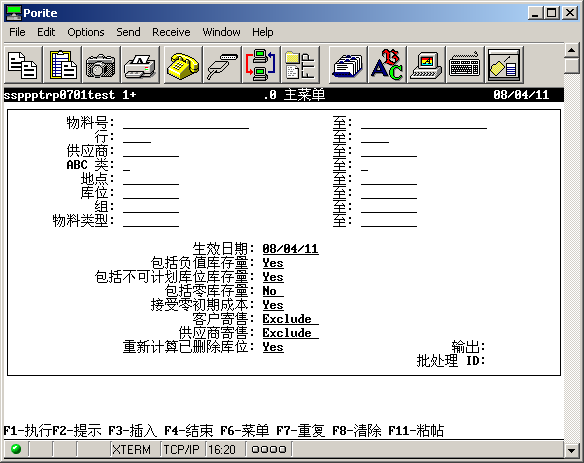 Porite
File Edit Options Send Receive Window Help
ssppptrp0701test 1+ .0 主菜单 08/04/11
物料号: 至:
行: 至:
供应商: 至:
ABC 类: 至:
地点: 至:
库位: 至:
组: 至:
物料类型: 至:
生效日期: 08/04/11
包括负值库存量: Yes
包括不可计划库位库存量: Yes
包括零库存量: No
接受零初期成本: Yes
客户寄售: Exclude
供应商寄售: Exclude
重新计算已删除库位: Yes 输出:
批处理 ID:
F1-执行F2-提示 F3-插入 F4-结束 F6-菜单 F7-重复 F8-清除 F11-粘帖
XTERM TCP/IP 16:20